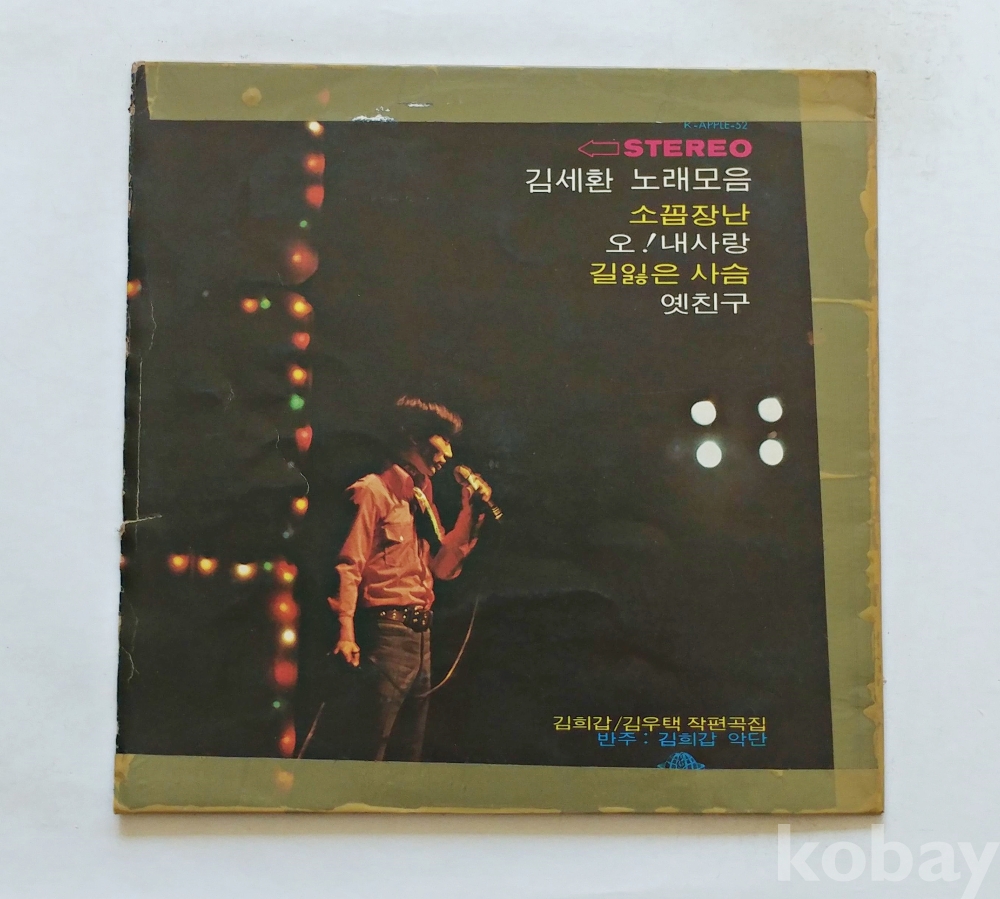 K-APPLE-52
STEREO
김세환 노래모음
소꼽장난
오!내사랑
길잃은 사슴
옛친구
김희갑/김우택 작편곡집
반주: 김희갑 악단
kobay